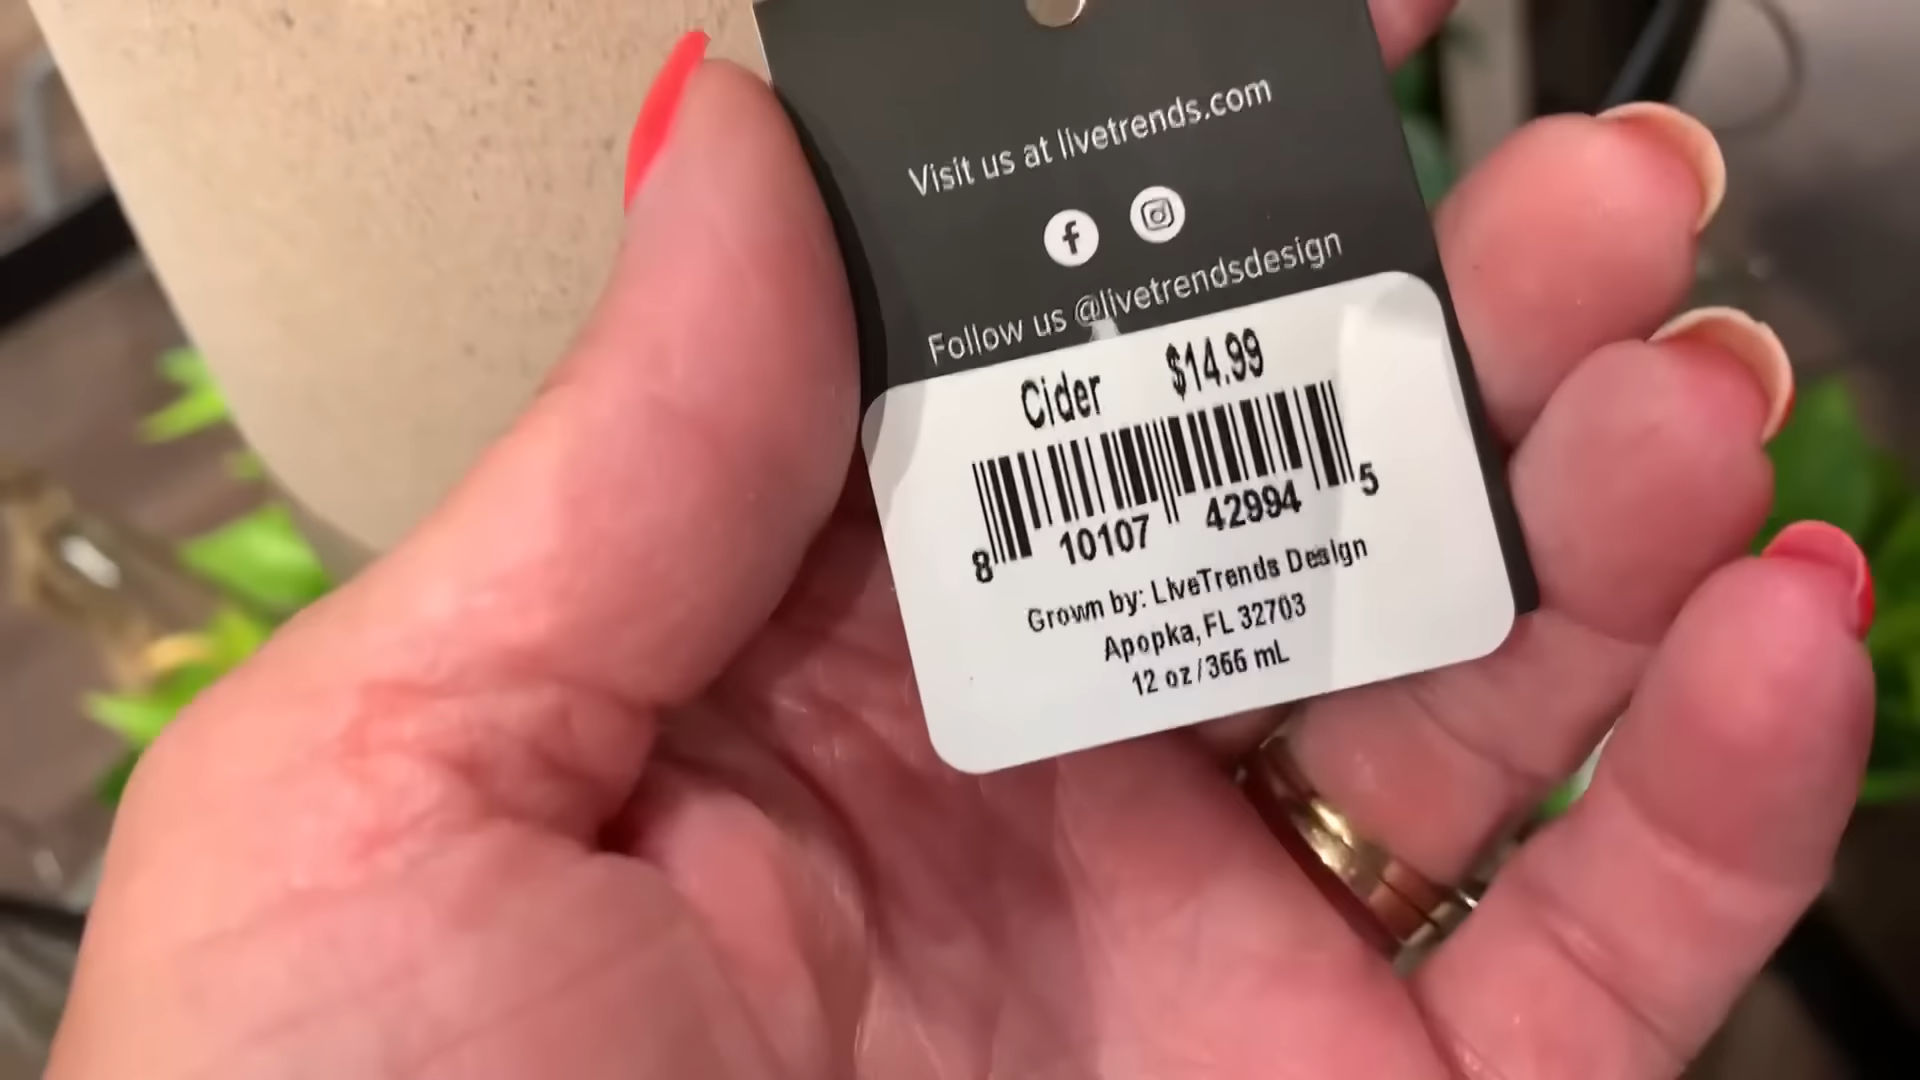 Visit us at livetrends.com
Follow us @livetrendsdesign
Cider $14.99
8 10107 42994 5
Grown by: LiveTrends Design
Apopka, FL 32703
12 oz/355 mL